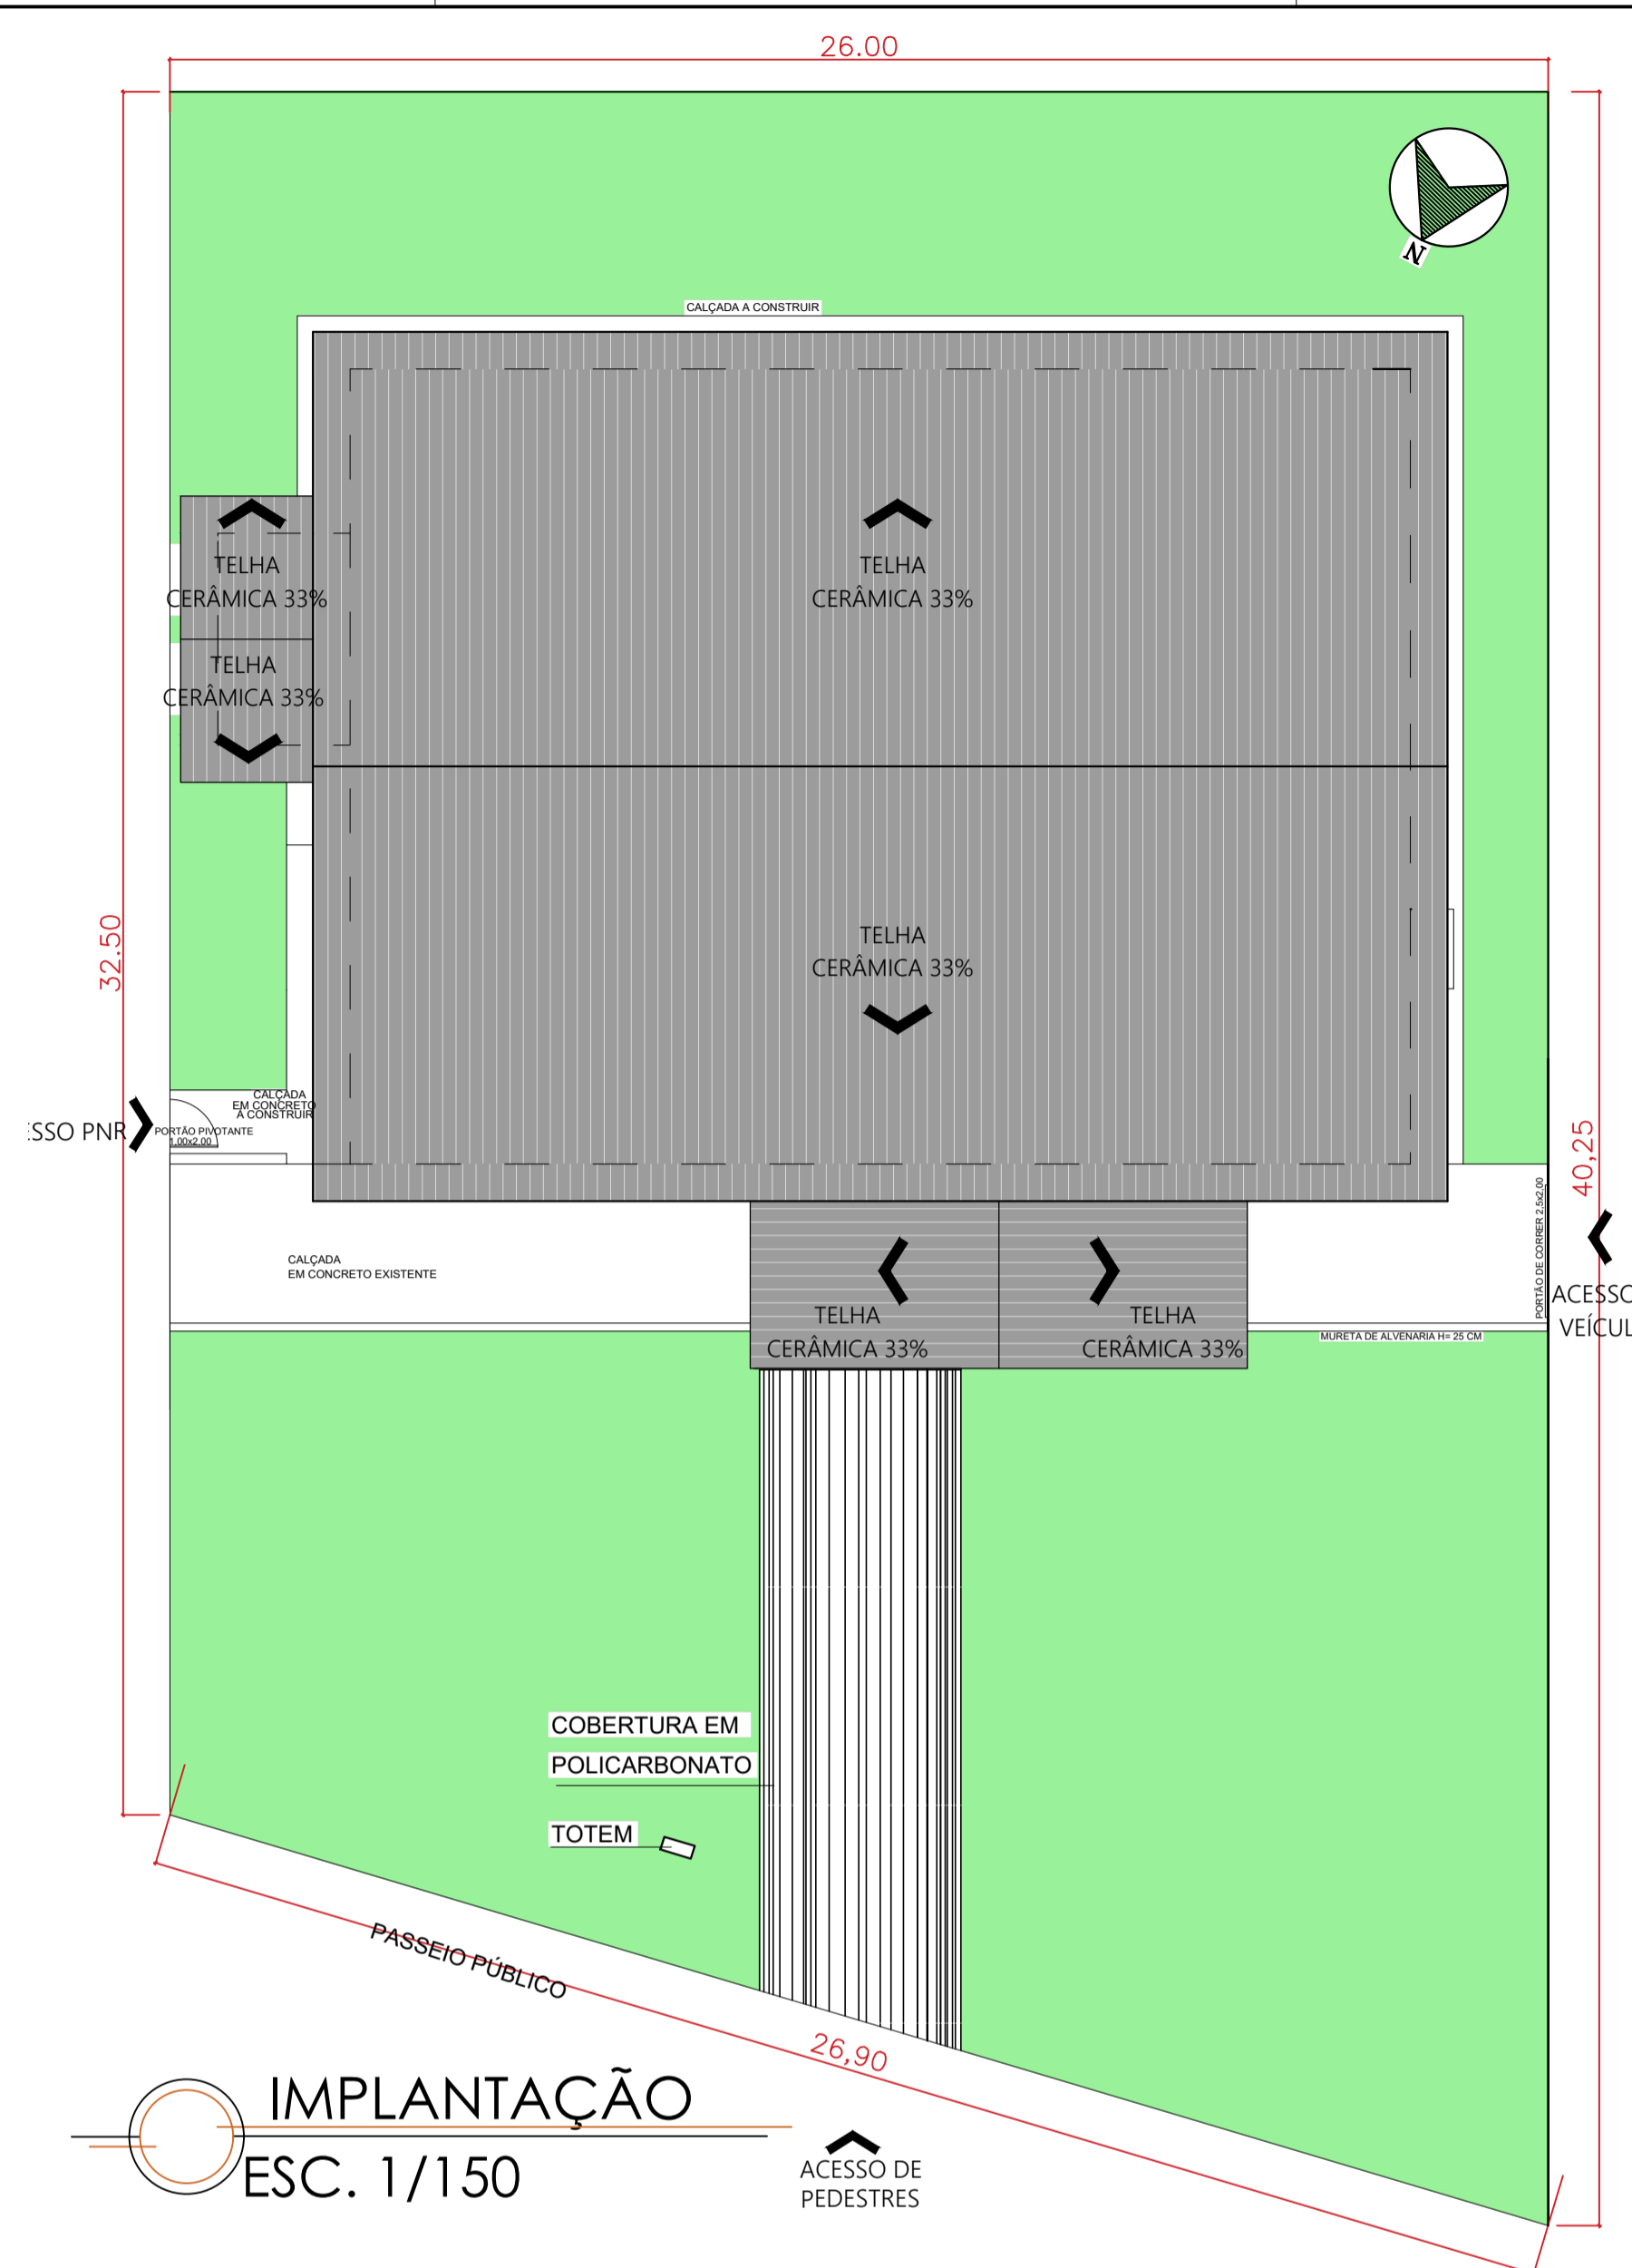 26.00
N
CALÇADA A CONSTRUIR
TELHA
CERÂMICA 33%
TELHA
CERÂMICA 33%
TELHA
CERÂMICA 33%
TELHA
CERÂMICA 33%
32.50
CALÇADA
EM CONCRETO
A CONSTRUIR
ESSO PNR
PORTÃO PIVOTANTE
1,00x2,00
40,25
PORTÃO DE CORRER 2,5x2,00
CALÇADA
EM CONCRETO EXISTENTE
ACESSO
VEÍCUL
TELHA
CERÂMICA 33%
TELHA
CERÂMICA 33%
MURETA DE ALVENARIA H= 25 CM
COBERTURA EM
POLICARBONATO
TOTEM
PASSEIO PÚBLICO
26,90
IMPLANTAÇÃO
ESC. 1/150
ACESSO DE
PEDESTRES